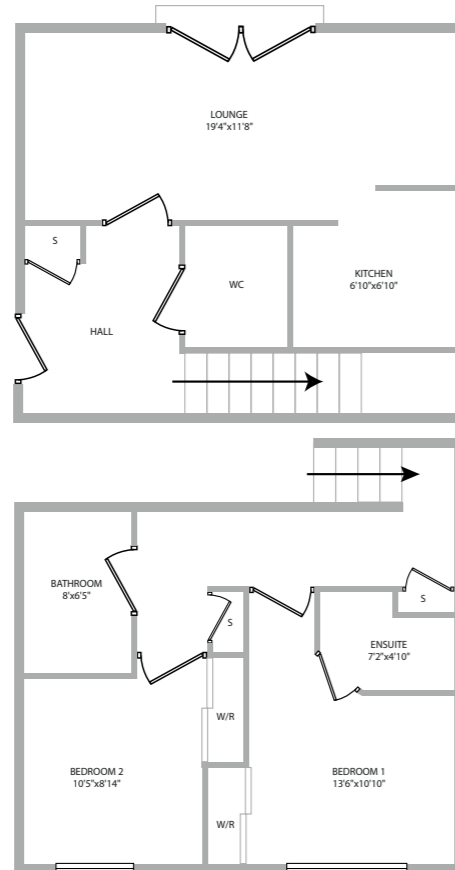 LOUNGE
19'4"x11'8"
S
KITCHEN
6'10"x6'10"
WC
HALL
BATHROOM
8'x6'5"
S
S
ENSUITE
7'2"x4'10"
W/R
BEDROOM 2
10'5"x8'14"
BEDROOM 1
13'6"x10'10"
W/R